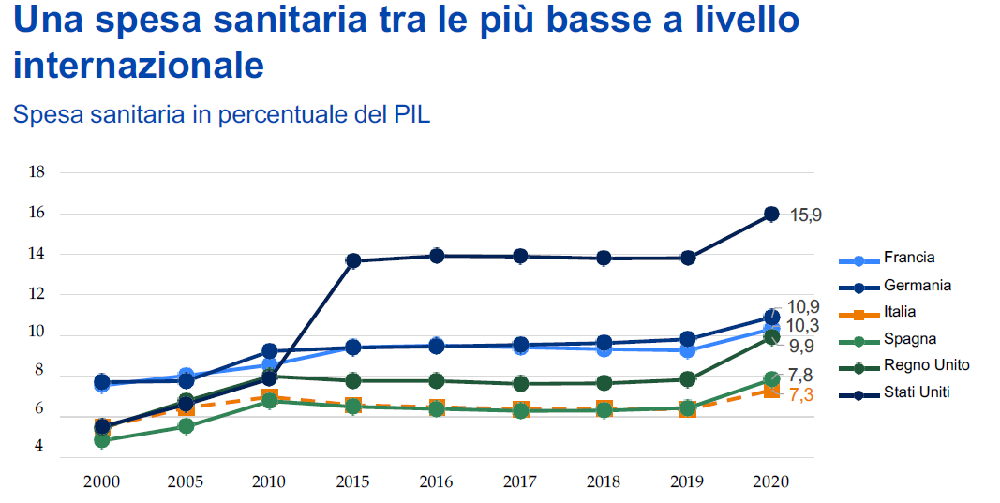 Una spesa sanitaria tra le più basse a livello
internazionale
Spesa sanitaria in percentuale del PIL
18
16
14
12
10
8
6
4
15,9
10,9
10,3
9,9
7,8
7,3
Francia
Germania
Italia
Spagna
Regno Unito
Stati Uniti
2000 2005 2010 2015 2016 2017 2018 2019 2020